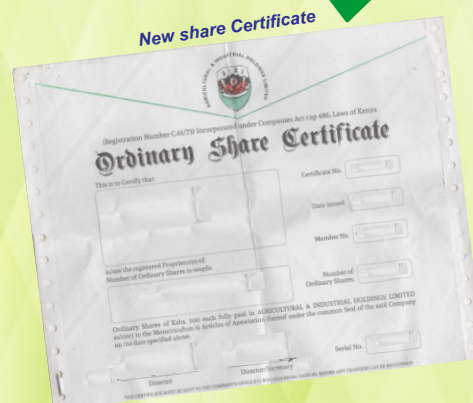 New share Certificate
AGRICULTURAL & INDUSTRIAL HOLDINGS LIMITED
(Registration Number C.61/73) Incorporated under Companies Act cap 486, Laws of Kenya
Ordinary Share Certificate
This is to Certify that:
Certificate No.
Date Issued:
Member No.
is/are the registered Proprietor(s) of:
Number of Ordinary Shares in words:
Number of
Ordinary Shares:
Ordinary Shares of Kshs. 100 each fully paid in AGRICULTURAL & INDUSTRIAL HOLDINGS LIMITED
subject to the Memorandum & Articles of Association thereof under the common Seal of the said Company
on the date specified above.
Serial No.
Director
Director/Secretary